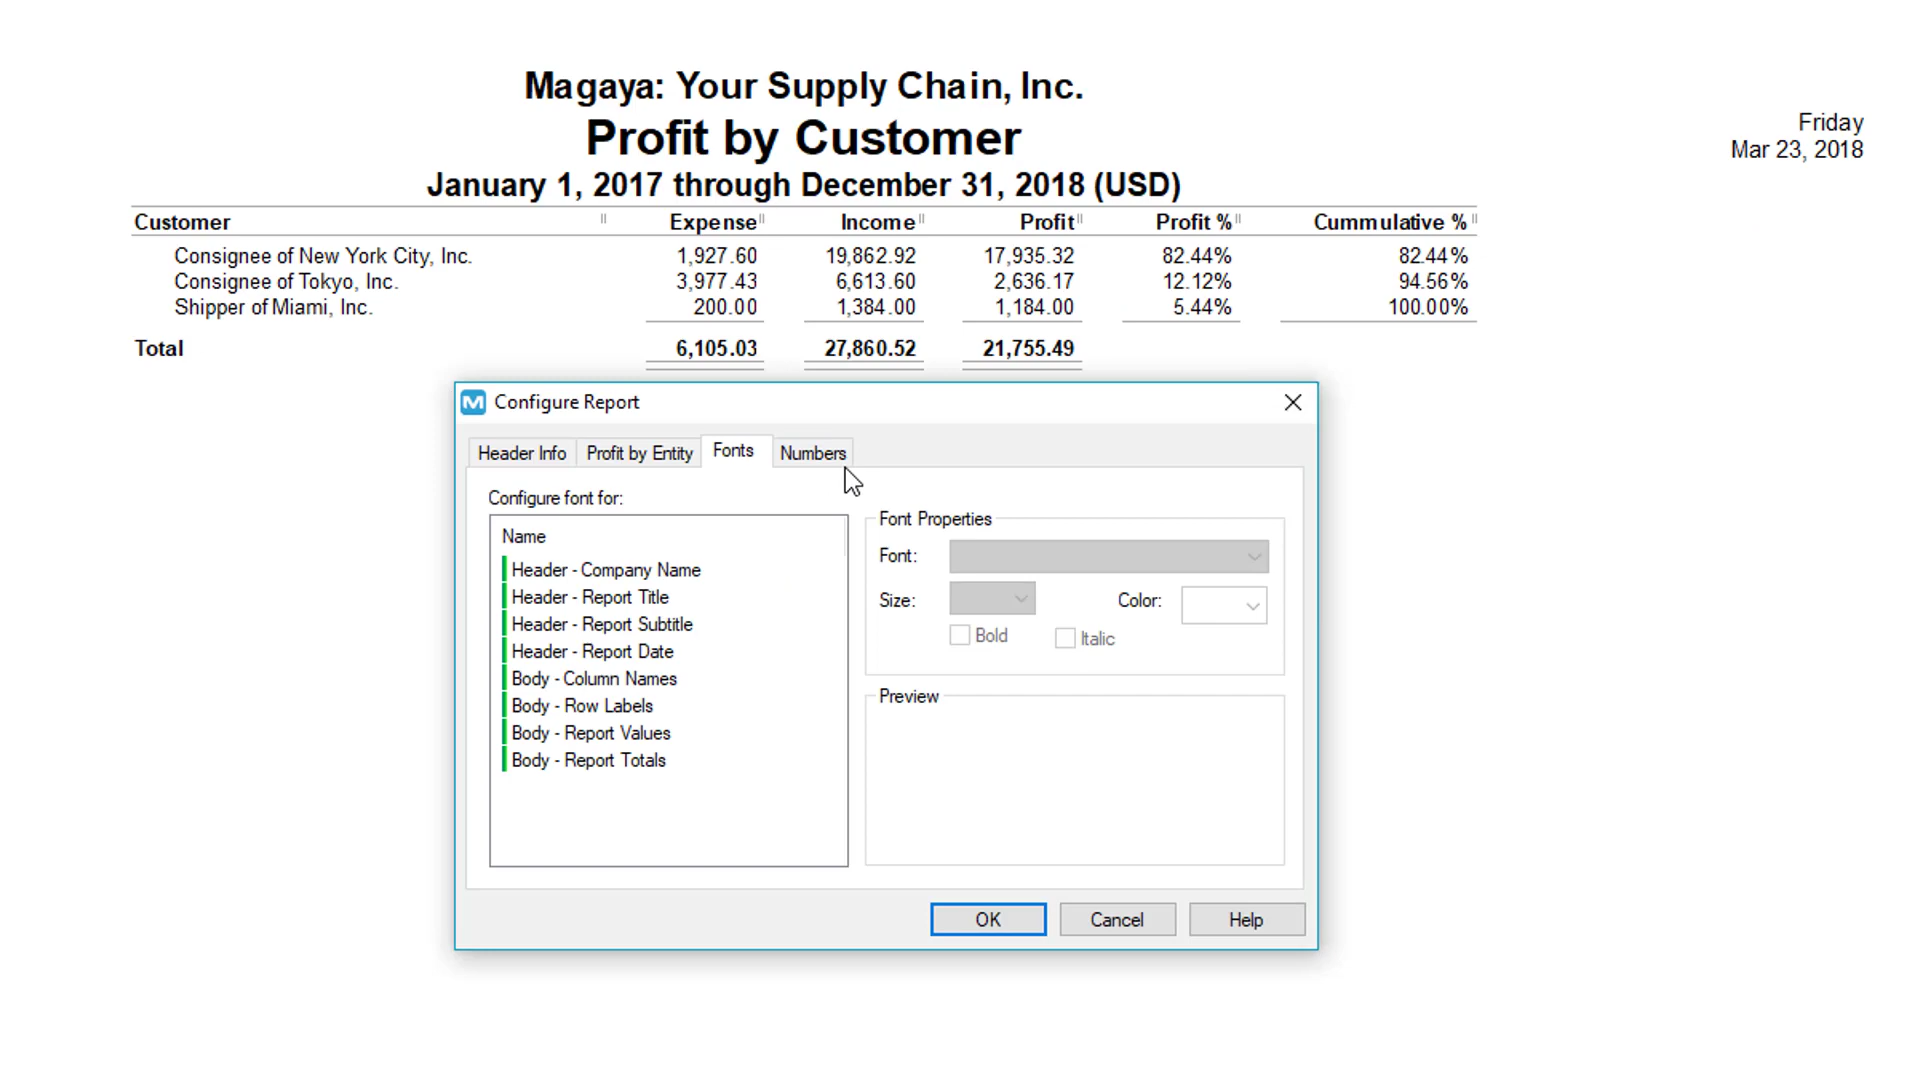 Magaya: Your Supply Chain, Inc.
Profit by Customer
January 1, 2017 through December 31, 2018 (USD)
Friday
Mar 23, 2018
Customer Expense Income Profit Profit % Cummulative %
Consignee of New York City, Inc. 1,927.60 19,862.92 17,935.32 82.44% 82.44%
Consignee of Tokyo, Inc. 3,977.43 6,613.60 2,636.17 12.12% 94.56%
Shipper of Miami, Inc. 200.00 1,384.00 1,184.00 5.44% 100.00%
Total 6,105.03 27,860.52 21,755.49
M Configure Report
Header Info Profit by Entity Fonts Numbers
Configure font for:
Name
Header - Company Name
Header - Report Title
Header - Report Subtitle
Header - Report Date
Body - Column Names
Body - Row Labels
Body - Report Values
Body - Report Totals
Font Properties
Font:
Size: Color:
Bold Italic
Preview
OK Cancel Help